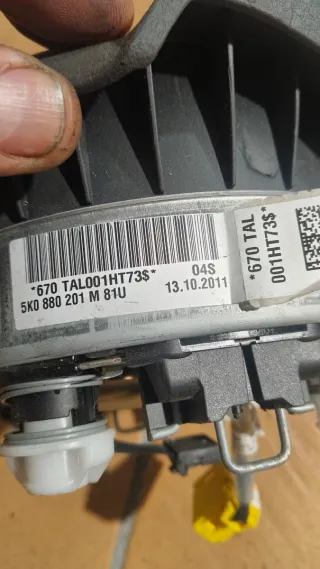 *670 TAL001HT73$*
04S
5K0 880 201 M 81U
13.10.2011
*670 TAL
001HT73$*